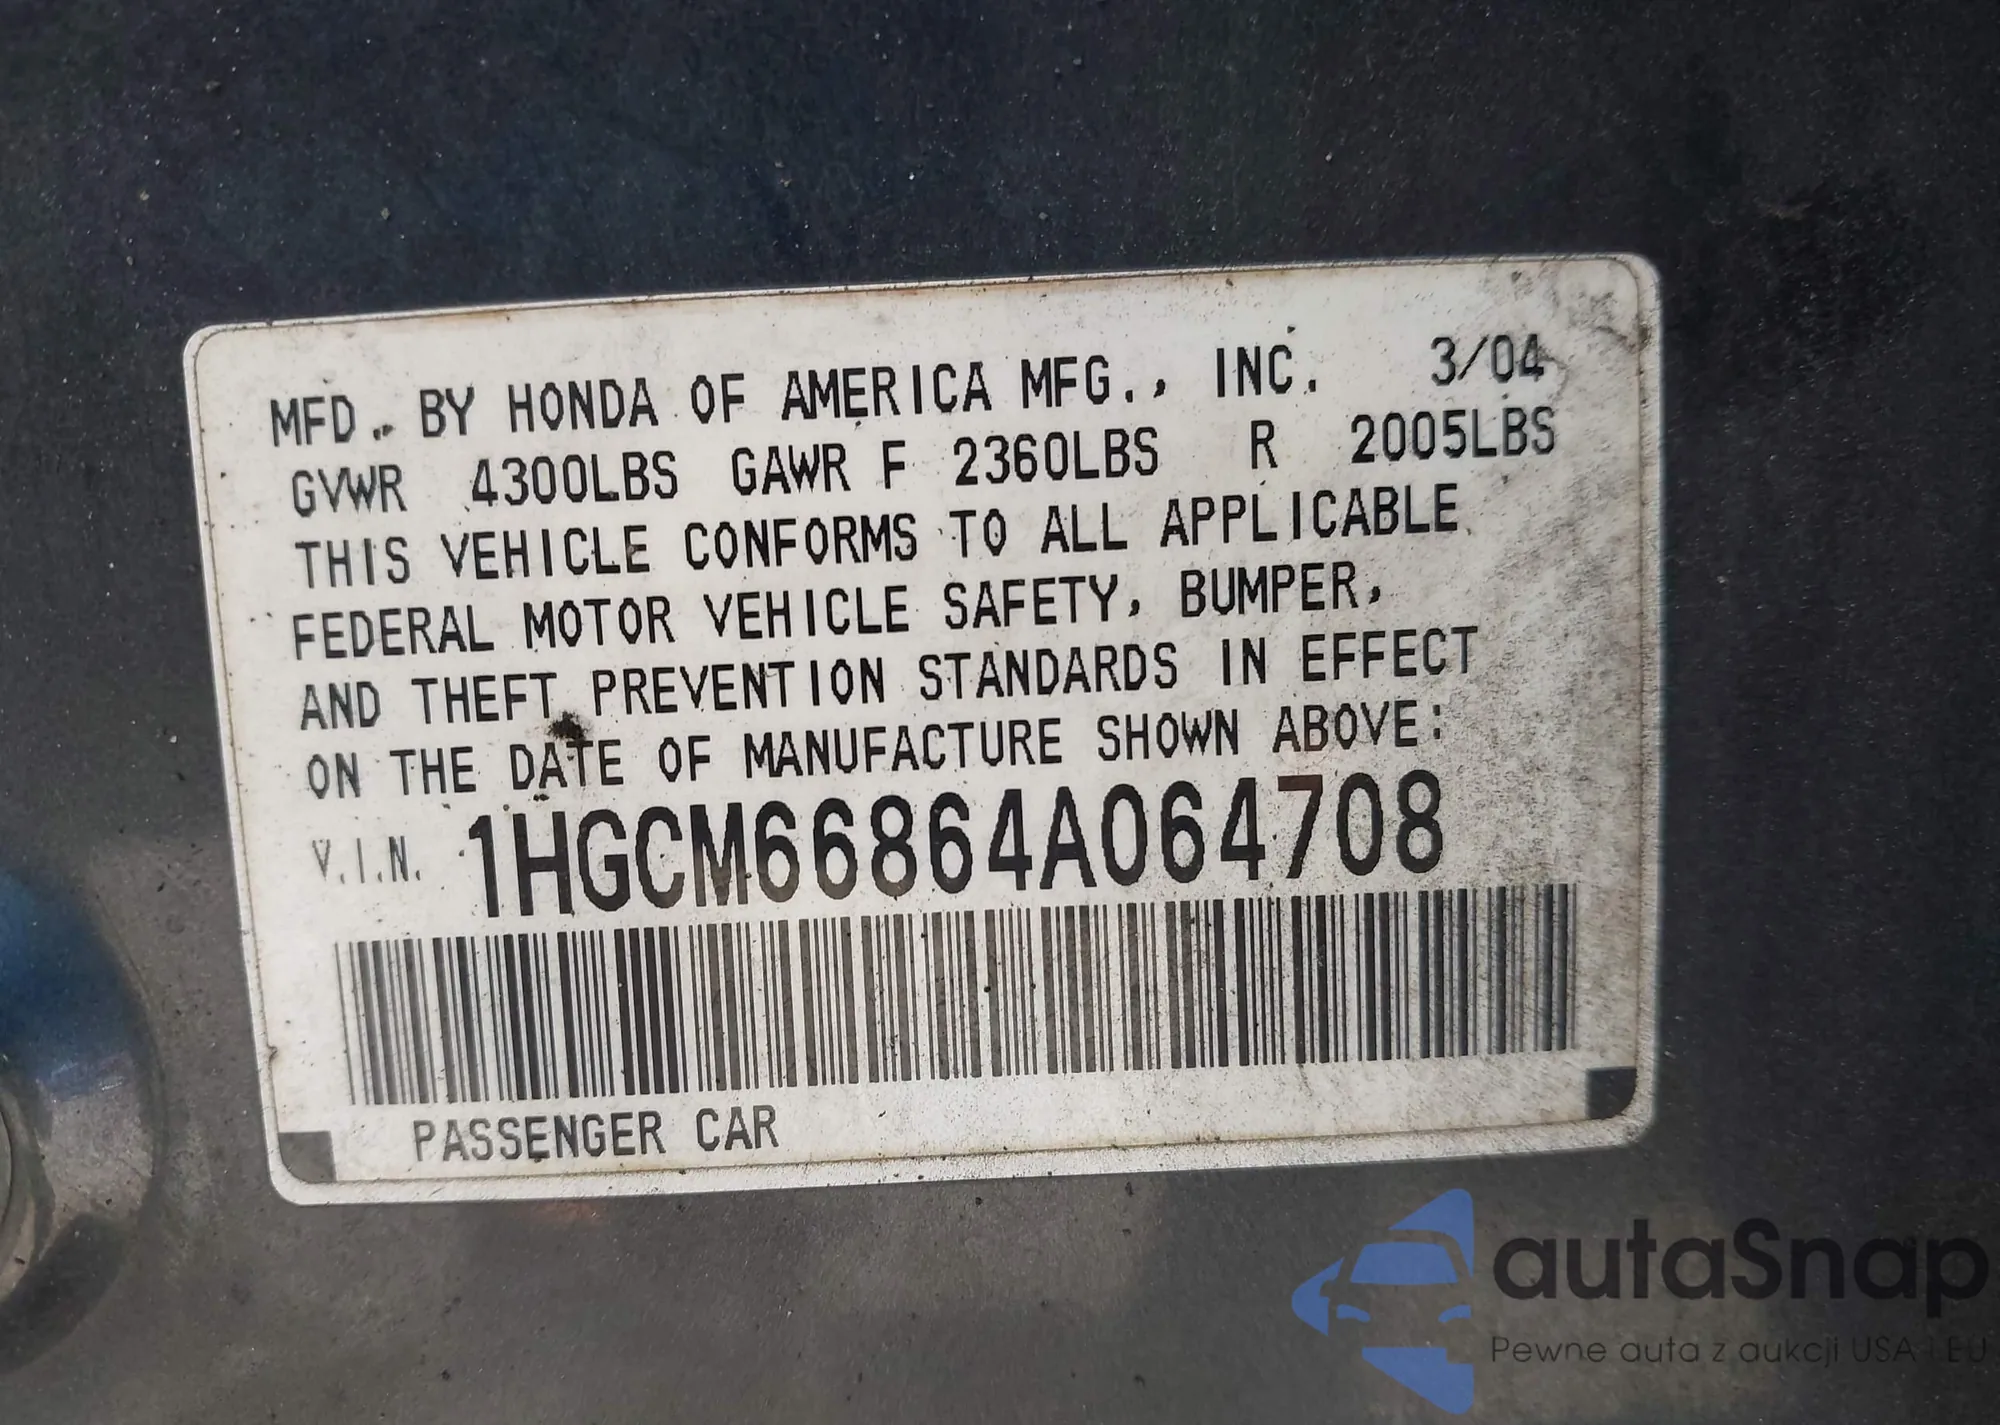 MFD. BY HONDA OF AMERICA MFG., INC. 3/04
GVWR 4300LBS GAWR F 2360LBS R 2005LBS
THIS VEHICLE CONFORMS TO ALL APPLICABLE
FEDERAL MOTOR VEHICLE SAFETY, BUMPER,
AND THEFT PREVENTION STANDARDS IN EFFECT
ON THE DATE OF MANUFACTURE SHOWN ABOVE:
V.I.N. 1HGCM66864A064708
PASSENGER CAR
autaSnap
Pewne auta z aukcji USA i EU